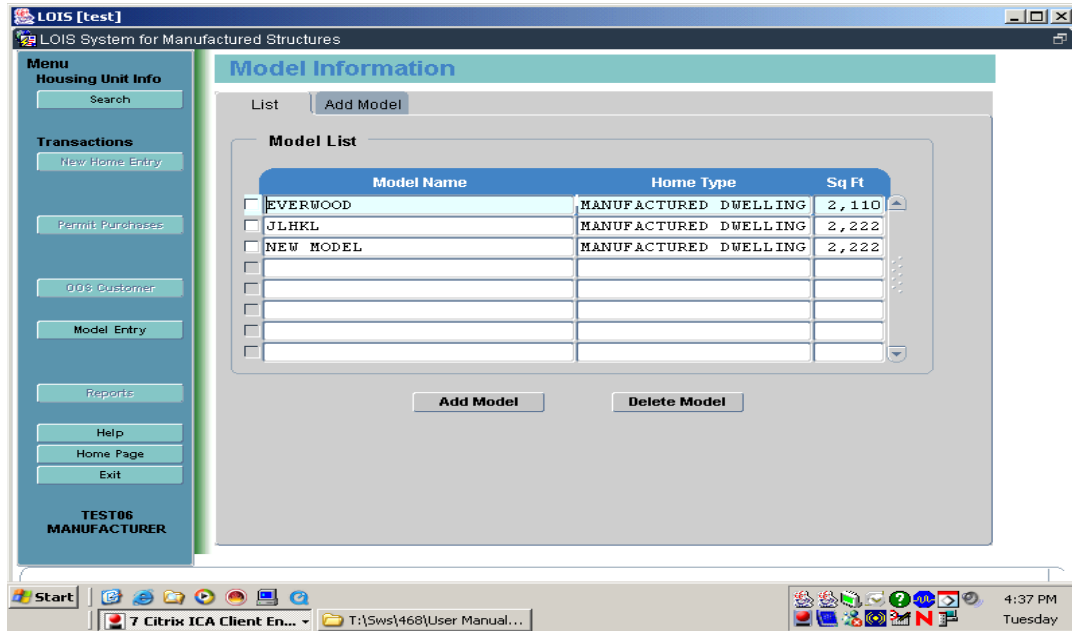 LOIS [test]
LOIS System for Manufactured Structures
Menu
Housing Unit Info
Search
Transactions
New Home Entry
Permit Purchases
OOS Customer
Model Entry
Reports
Help
Home Page
Exit
TEST06
MANUFACTURER
Model Information
List Add Model
Model List
Model Name Home Type Sq Ft
EVERWOOD MANUFACTURED DWELLING 2,110
JLHKL MANUFACTURED DWELLING 2,222
NEW MODEL MANUFACTURED DWELLING 2,222
Add Model Delete Model
Start
7 Citrix ICA Client En... T:\Sws\468\User Manual...
4:37 PM
Tuesday